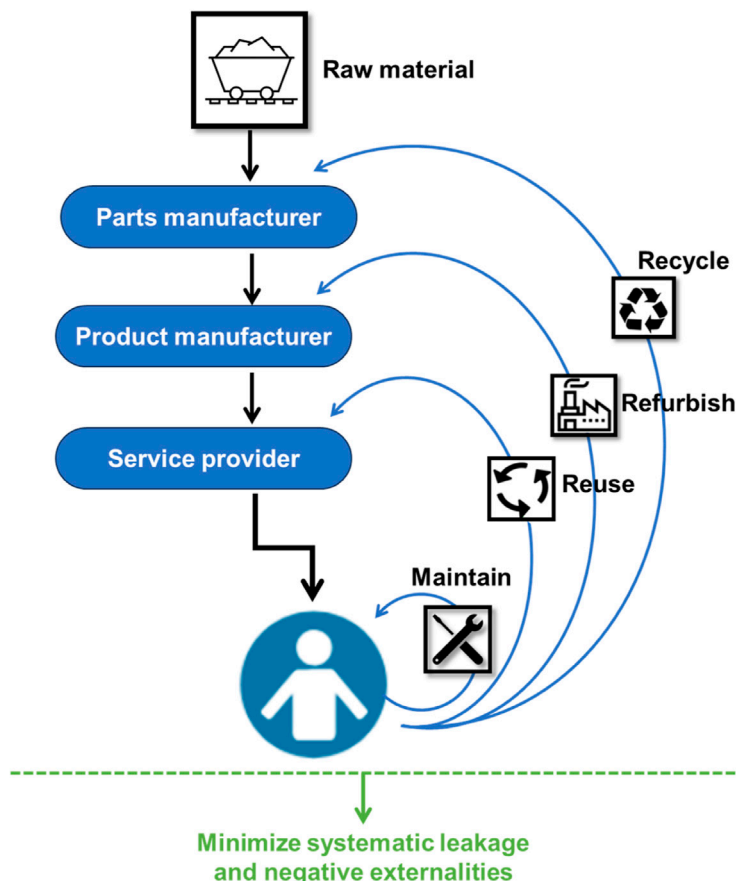 Raw material
Parts manufacturer
Recycle
Product manufacturer
Refurbish
Service provider
Reuse
Maintain
Minimize systematic leakage
and negative externalities